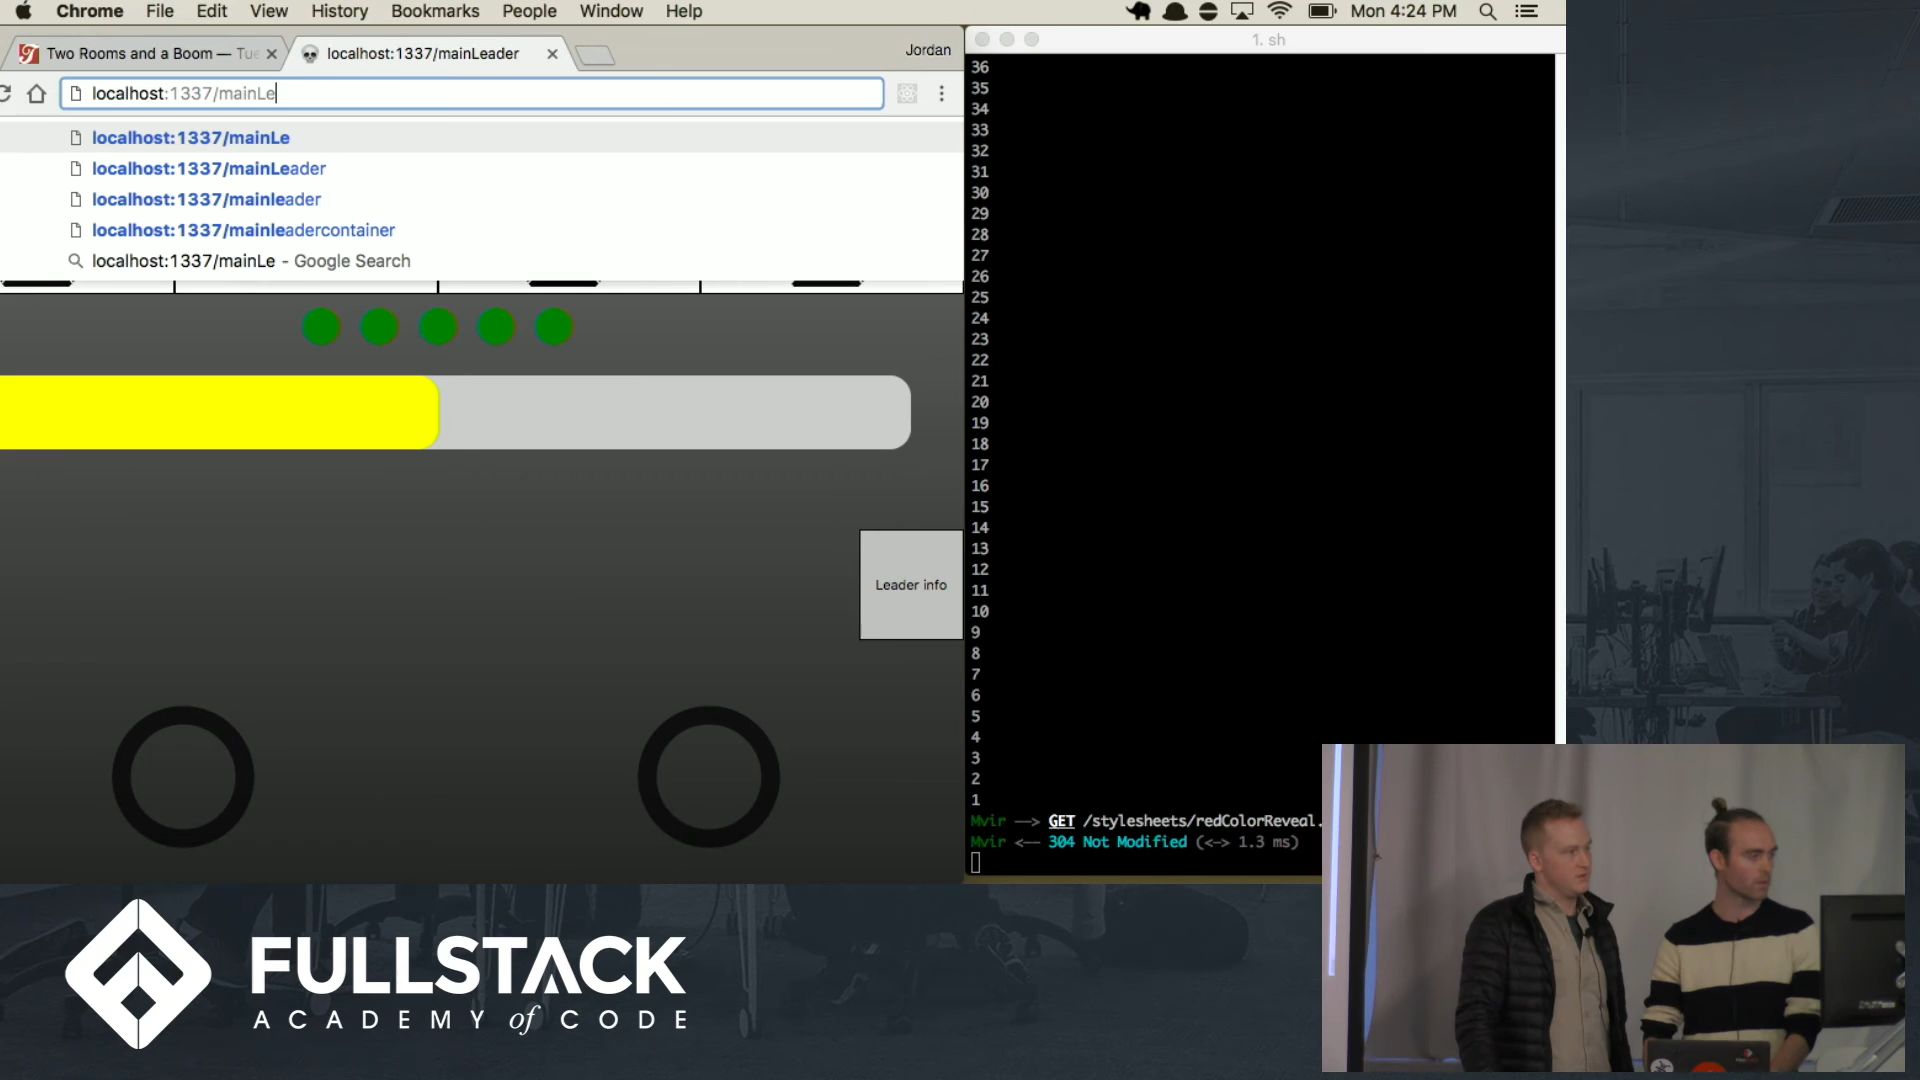 Chrome File Edit View History Bookmarks People Window Help
Mon 4:24 PM
Two Rooms and a Boom — Tue
localhost:1337/mainLeader
Jordan
localhost:1337/mainLe
localhost:1337/mainLe
localhost:1337/mainLeader
localhost:1337/mainleader
localhost:1337/mainleadercontainer
localhost:1337/mainLe - Google Search
Leader info
1. sh
36
35
34
33
32
31
30
29
28
27
26
25
24
23
22
21
20
19
18
17
16
15
14
13
12
11
10
9
8
7
6
5
4
3
2
1
Mvir —> GET /stylesheets/redColorReveal.
Mvir <— 304 Not Modified (<-> 1.3 ms)
FULLSTACK
ACADEMY of CODE